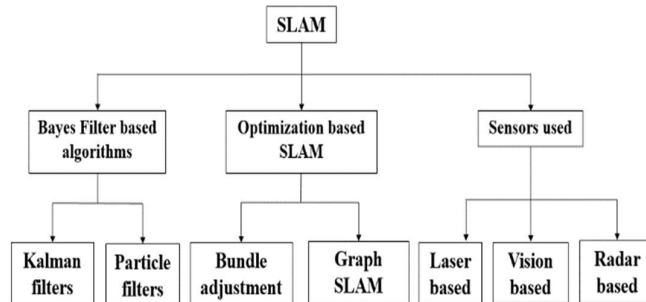 SLAM
Bayes Filter based
algorithms
Optimization based
SLAM
Sensors used
Kalman
filters
Particle
filters
Bundle
adjustment
Graph
SLAM
Laser
based
Vision
based
Radar
based